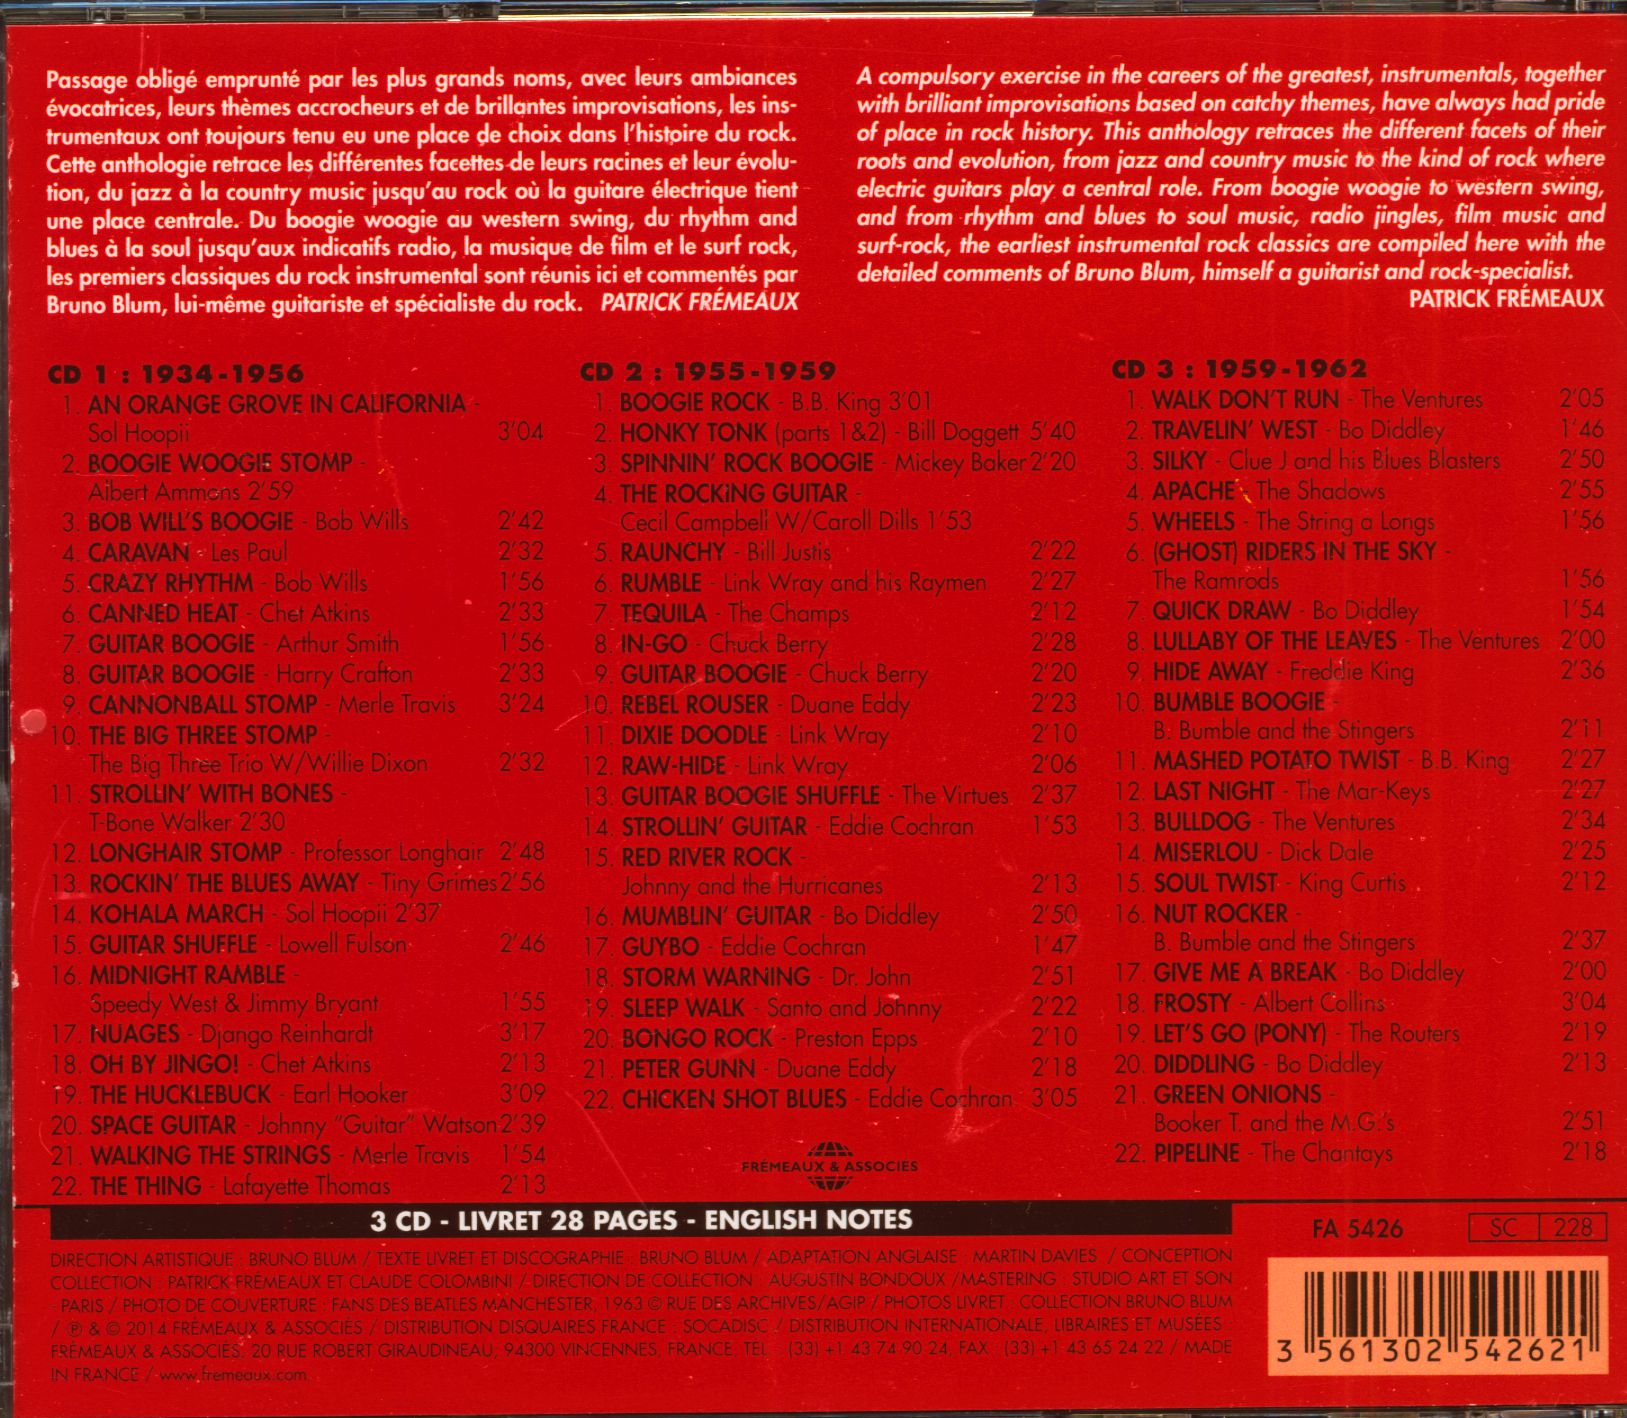 Passage obligé emprunté par les plus grands noms, avec leurs ambiances
évocatrices, leurs thèmes accrocheurs et de brillantes improvisations, les ins-
trumentaux ont toujours tenu eu une place de choix dans l'histoire du rock.
Cette anthologie retrace les différentes facettes de leurs racines et leur évolu-
tion, du jazz à la country music jusqu'au rock où la guitare électrique tient
une place centrale. Du boogie woogie au western swing, du rhythm and
blues à la soul jusqu'aux indicatifs radio, la musique de film et le surf rock,
les premiers classiques du rock instrumental sont réunis ici et commentés par
Bruno Blum, lui-même guitariste et spécialiste du rock. PATRICK FRÉMEAUX
A compulsory exercise in the careers of the greatest, instrumentals, together
with brilliant improvisations based on catchy themes, have always had pride
of place in rock history. This anthology retraces the different facets of their
roots and evolution, from jazz and country music to the kind of rock where
electric guitars play a central role. From boogie woogie to western swing,
and from rhythm and blues to soul music, radio jingles, film music and
surf-rock, the earliest instrumental rock classics are compiled here with the
detailed comments of Bruno Blum, himself a guitarist and rock-specialist.
PATRICK FRÉMEAUX
CD 1 : 1934-1956
1. AN ORANGE GROVE IN CALIFORNIA -
Sol Hoopii 3'04
2. BOOGIE WOOGIE STOMP -
Albert Ammons 2'59
3. BOB WILL'S BOOGIE - Bob Wills 2'42
4. CARAVAN - Les Paul 2'32
5. CRAZY RHYTHM - Bob Wills 1'56
6. CANNED HEAT - Chet Atkins 2'33
7. GUITAR BOOGIE - Arthur Smith 1'56
8. GUITAR BOOGIE - Harry Crafton 2'33
9. CANNONBALL STOMP - Merle Travis 3'24
10. THE BIG THREE STOMP -
The Big Three Trio W/Willie Dixon 2'32
11. STROLLIN' WITH BONES -
T-Bone Walker 2'30
12. LONGHAIR STOMP - Professor Longhair 2'48
13. ROCKIN' THE BLUES AWAY - Tiny Grimes 2'56
14. KOHALA MARCH - Sol Hoopii 2'37
15. GUITAR SHUFFLE - Lowell Fulson 2'46
16. MIDNIGHT RAMBLE -
Speedy West & Jimmy Bryant 1'55
17. NUAGES - Django Reinhardt 3'17
18. OH BY JINGO! - Chet Atkins 2'13
19. THE HUCKLEBUCK - Earl Hooker 3'09
20. SPACE GUITAR - Johnny "Guitar" Watson 2'39
21. WALKING THE STRINGS - Merle Travis 1'54
22. THE THING - Lafayette Thomas 2'13
CD 2 : 1955-1959
1. BOOGIE ROCK - B.B. King 3'01
2. HONKY TONK (parts 1&2) - Bill Doggett 5'40
3. SPINNIN' ROCK BOOGIE - Mickey Baker 2'20
4. THE ROCKING GUITAR -
Cecil Campbell W/Caroll Dills 1'53
5. RAUNCHY - Bill Justis 2'22
6. RUMBLE - Link Wray and his Raymen 2'27
7. TEQUILA - The Champs 2'12
8. IN-GO - Chuck Berry 2'28
9. GUITAR BOOGIE - Chuck Berry 2'20
10. REBEL ROUSER - Duane Eddy 2'23
11. DIXIE DOODLE - Link Wray 2'10
12. RAW-HIDE - Link Wray 2'06
13. GUITAR BOOGIE SHUFFLE - The Virtues 2'37
14. STROLLIN' GUITAR - Eddie Cochran 1'53
15. RED RIVER ROCK -
Johnny and the Hurricanes 2'13
16. MUMBLIN' GUITAR - Bo Diddley 2'50
17. GUYBO - Eddie Cochran 1'47
18. STORM WARNING - Dr. John 2'51
19. SLEEP WALK - Santo and Johnny 2'22
20. BONGO ROCK - Preston Epps 2'10
21. PETER GUNN - Duane Eddy 2'18
22. CHICKEN SHOT BLUES - Eddie Cochran 3'05
FRÉMEAUX & ASSOCIÉS
CD 3 : 1959-1962
1. WALK DON'T RUN - The Ventures 2'05
2. TRAVELIN' WEST - Bo Diddley 1'46
3. SILKY - Clue J and his Blues Blasters 2'50
4. APACHE - The Shadows 2'55
5. WHEELS - The String a Longs 1'56
6. (GHOST) RIDERS IN THE SKY -
The Ramrods 1'56
7. QUICK DRAW - Bo Diddley 1'54
8. LULLABY OF THE LEAVES - The Ventures 2'00
9. HIDE AWAY - Freddie King 2'36
10. BUMBLE BOOGIE -
B. Bumble and the Stingers 2'11
11. MASHED POTATO TWIST - B.B. King 2'27
12. LAST NIGHT - The Mar-Keys 2'27
13. BULLDOG - The Ventures 2'34
14. MISERLOU - Dick Dale 2'25
15. SOUL TWIST - King Curtis 2'12
16. NUT ROCKER -
B. Bumble and the Stingers 2'37
17. GIVE ME A BREAK - Bo Diddley 2'00
18. FROSTY - Albert Collins 3'04
19. LET'S GO (PONY) - The Routers 2'19
20. DIDDLING - Bo Diddley 2'13
21. GREEN ONIONS -
Booker T. and the M.G.'s 2'51
22. PIPELINE - The Chantays 2'18
3 CD - LIVRET 28 PAGES - ENGLISH NOTES
FA 5426 SC 228
DIRECTION ARTISTIQUE : BRUNO BLUM / TEXTE LIVRET ET DISCOGRAPHIE : BRUNO BLUM / ADAPTATION ANGLAISE : MARTIN DAVIES / CONCEPTION
COLLECTION : PATRICK FRÉMEAUX ET CLAUDE COLOMBINI / DIRECTION DE COLLECTION : AUGUSTIN BONDOUX /MASTERING : STUDIO ART ET SON
- PARIS / PHOTO DE COUVERTURE : FANS DES BEATLES MANCHESTER, 1963 © RUE DES ARCHIVES/AGIP / PHOTOS LIVRET : COLLECTION BRUNO BLUM
/ ℗ & © 2014 FRÉMEAUX & ASSOCIÉS / DISTRIBUTION DISQUAIRES FRANCE : SOCADISC / DISTRIBUTION INTERNATIONALE, LIBRAIRES ET MUSÉES :
FRÉMEAUX & ASSOCIÉS. 20 RUE ROBERT GIRAUDINEAU, 94300 VINCENNES, FRANCE, TEL. : (33) +1 43 74 90 24, FAX : (33) +1 43 65 24 22 / MADE
IN FRANCE / www.fremeaux.com
3 561302 542621